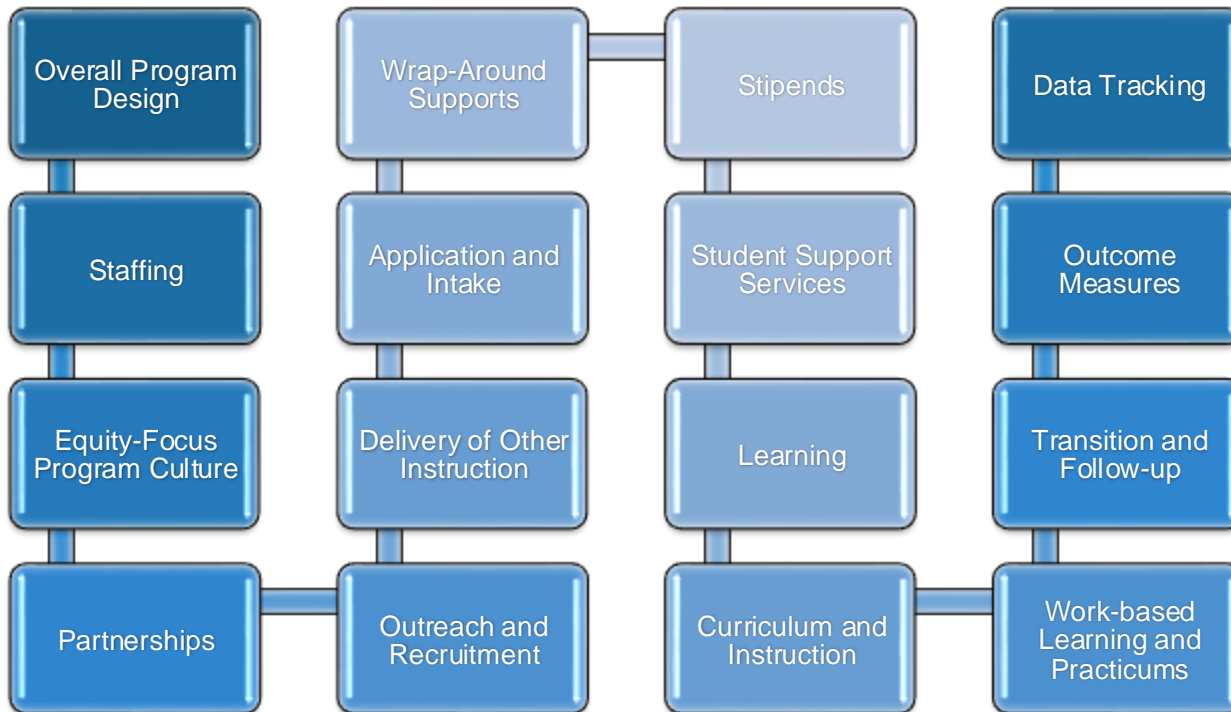 Overall Program
Design
Staffing
Equity-Focus
Program Culture
Partnerships
Outreach and
Recruitment
Delivery of Other
Instruction
Application and
Intake
Wrap-Around
Supports
Stipends
Student Support
Services
Learning
Curriculum and
Instruction
Work-based
Learning and
Practicums
Transition and
Follow-up
Outcome
Measures
Data Tracking